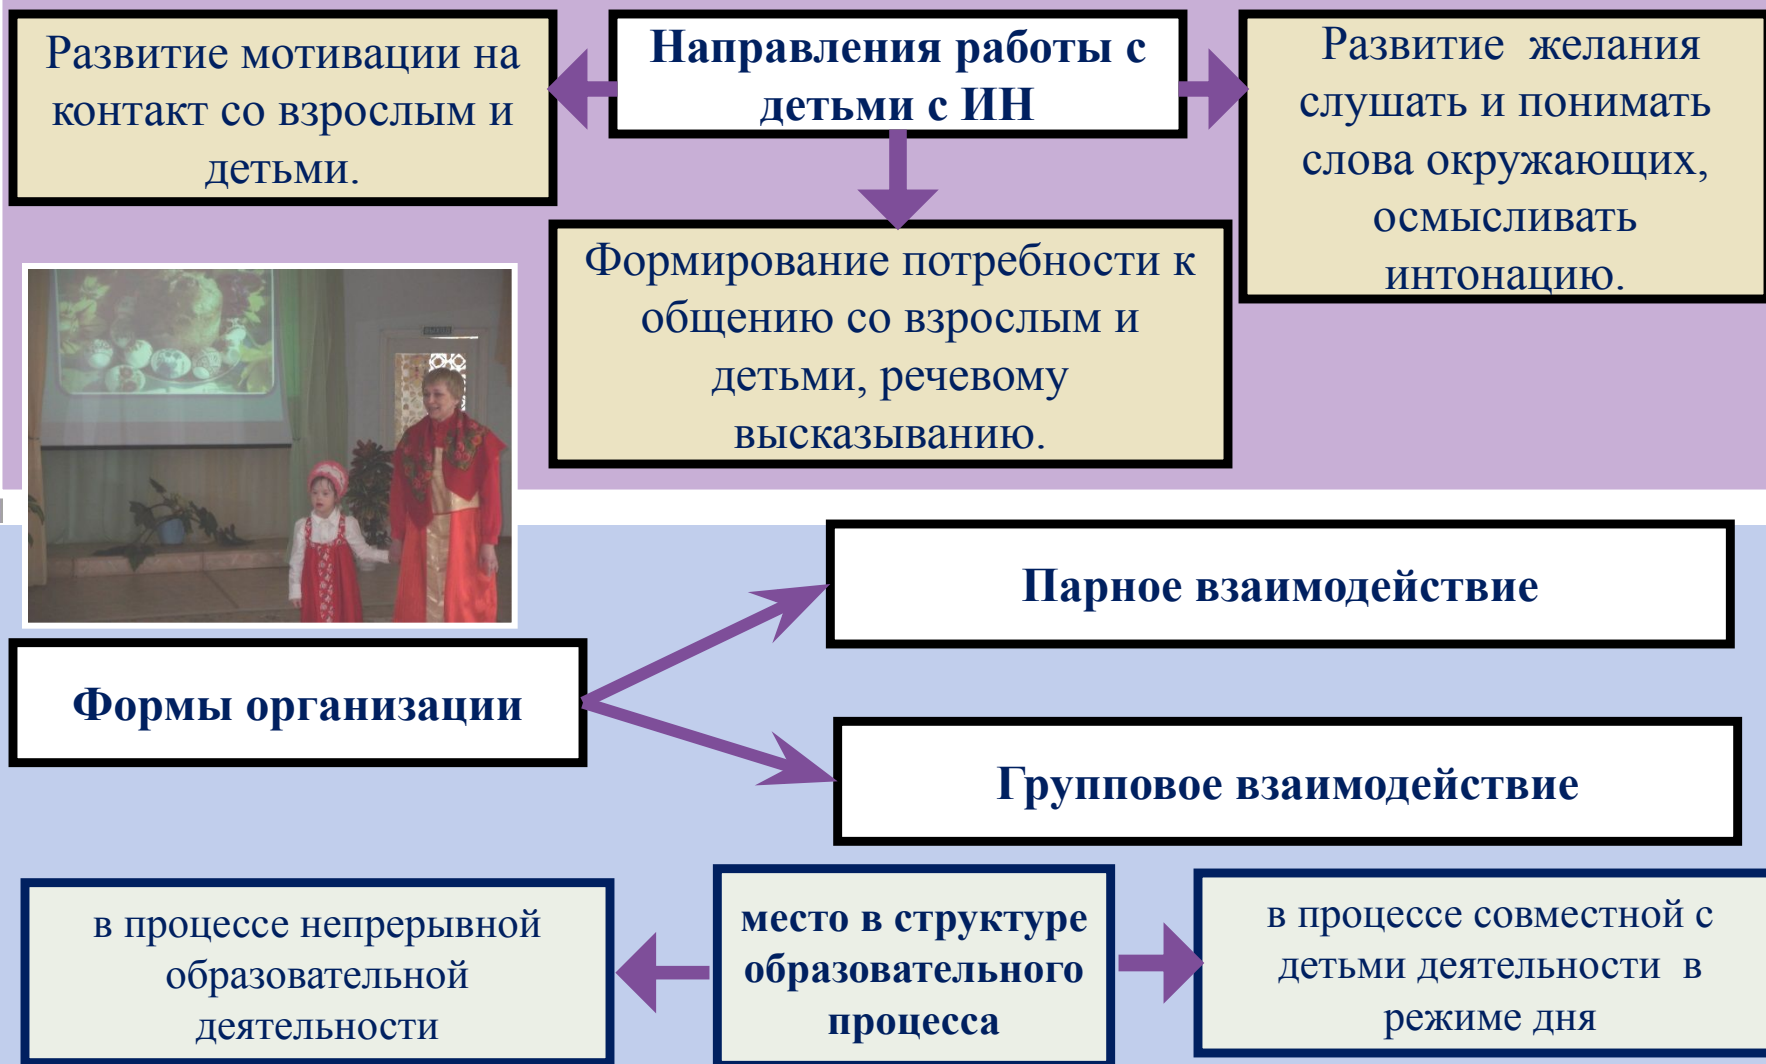 Развитие мотивации на
контакт со взрослым и
детьми.
Направления работы с
детьми с ИН
Развитие желания
слушать и понимать
слова окружающих,
осмысливать
интонацию.
Формирование потребности к
общению со взрослым и
детьми, речевому
высказыванию.
Парное взаимодействие
Формы организации
Групповое взаимодействие
в процессе непрерывной
образовательной
деятельности
место в структуре
образовательного
процесса
в процессе совместной с
детьми деятельности в
режиме дня